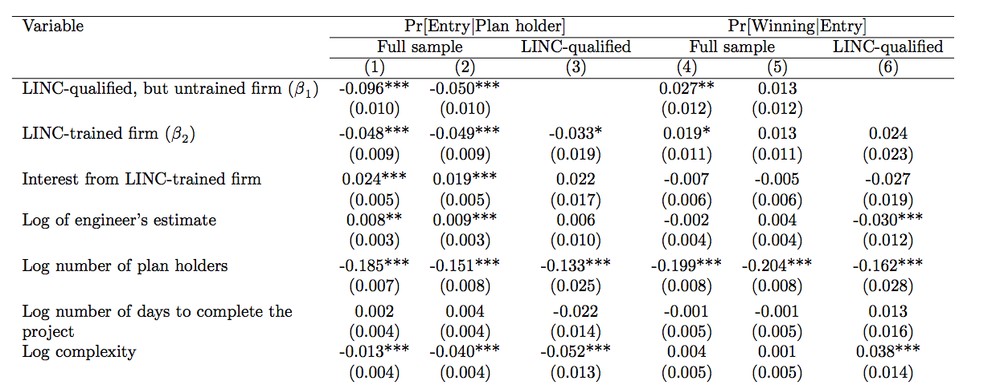 Variable Pr[Entry|Plan holder] Pr[Winning|Entry]
Full sample LINC-qualified Full sample LINC-qualified
(1) (2) (3) (4) (5) (6)
LINC-qualified, but untrained firm (β1) -0.096*** -0.050*** 0.027** 0.013
(0.010) (0.010) (0.012) (0.012)
LINC-trained firm (β2) -0.048*** -0.049*** -0.033* 0.019* 0.013 0.024
(0.009) (0.009) (0.019) (0.011) (0.011) (0.023)
Interest from LINC-trained firm 0.024*** 0.019*** 0.022 -0.007 -0.005 -0.027
(0.005) (0.005) (0.017) (0.006) (0.006) (0.019)
Log of engineer's estimate 0.008** 0.009*** 0.006 -0.002 0.004 -0.030***
(0.003) (0.003) (0.010) (0.004) (0.004) (0.012)
Log number of plan holders -0.185*** -0.151*** -0.133*** -0.199*** -0.204*** -0.162***
(0.007) (0.008) (0.025) (0.008) (0.008) (0.028)
Log number of days to complete the 0.002 0.004 -0.022 -0.001 -0.001 0.013
project (0.004) (0.004) (0.014) (0.005) (0.005) (0.016)
Log complexity -0.013*** -0.040*** -0.052*** 0.004 0.001 0.038***
(0.004) (0.004) (0.013) (0.005) (0.005) (0.014)